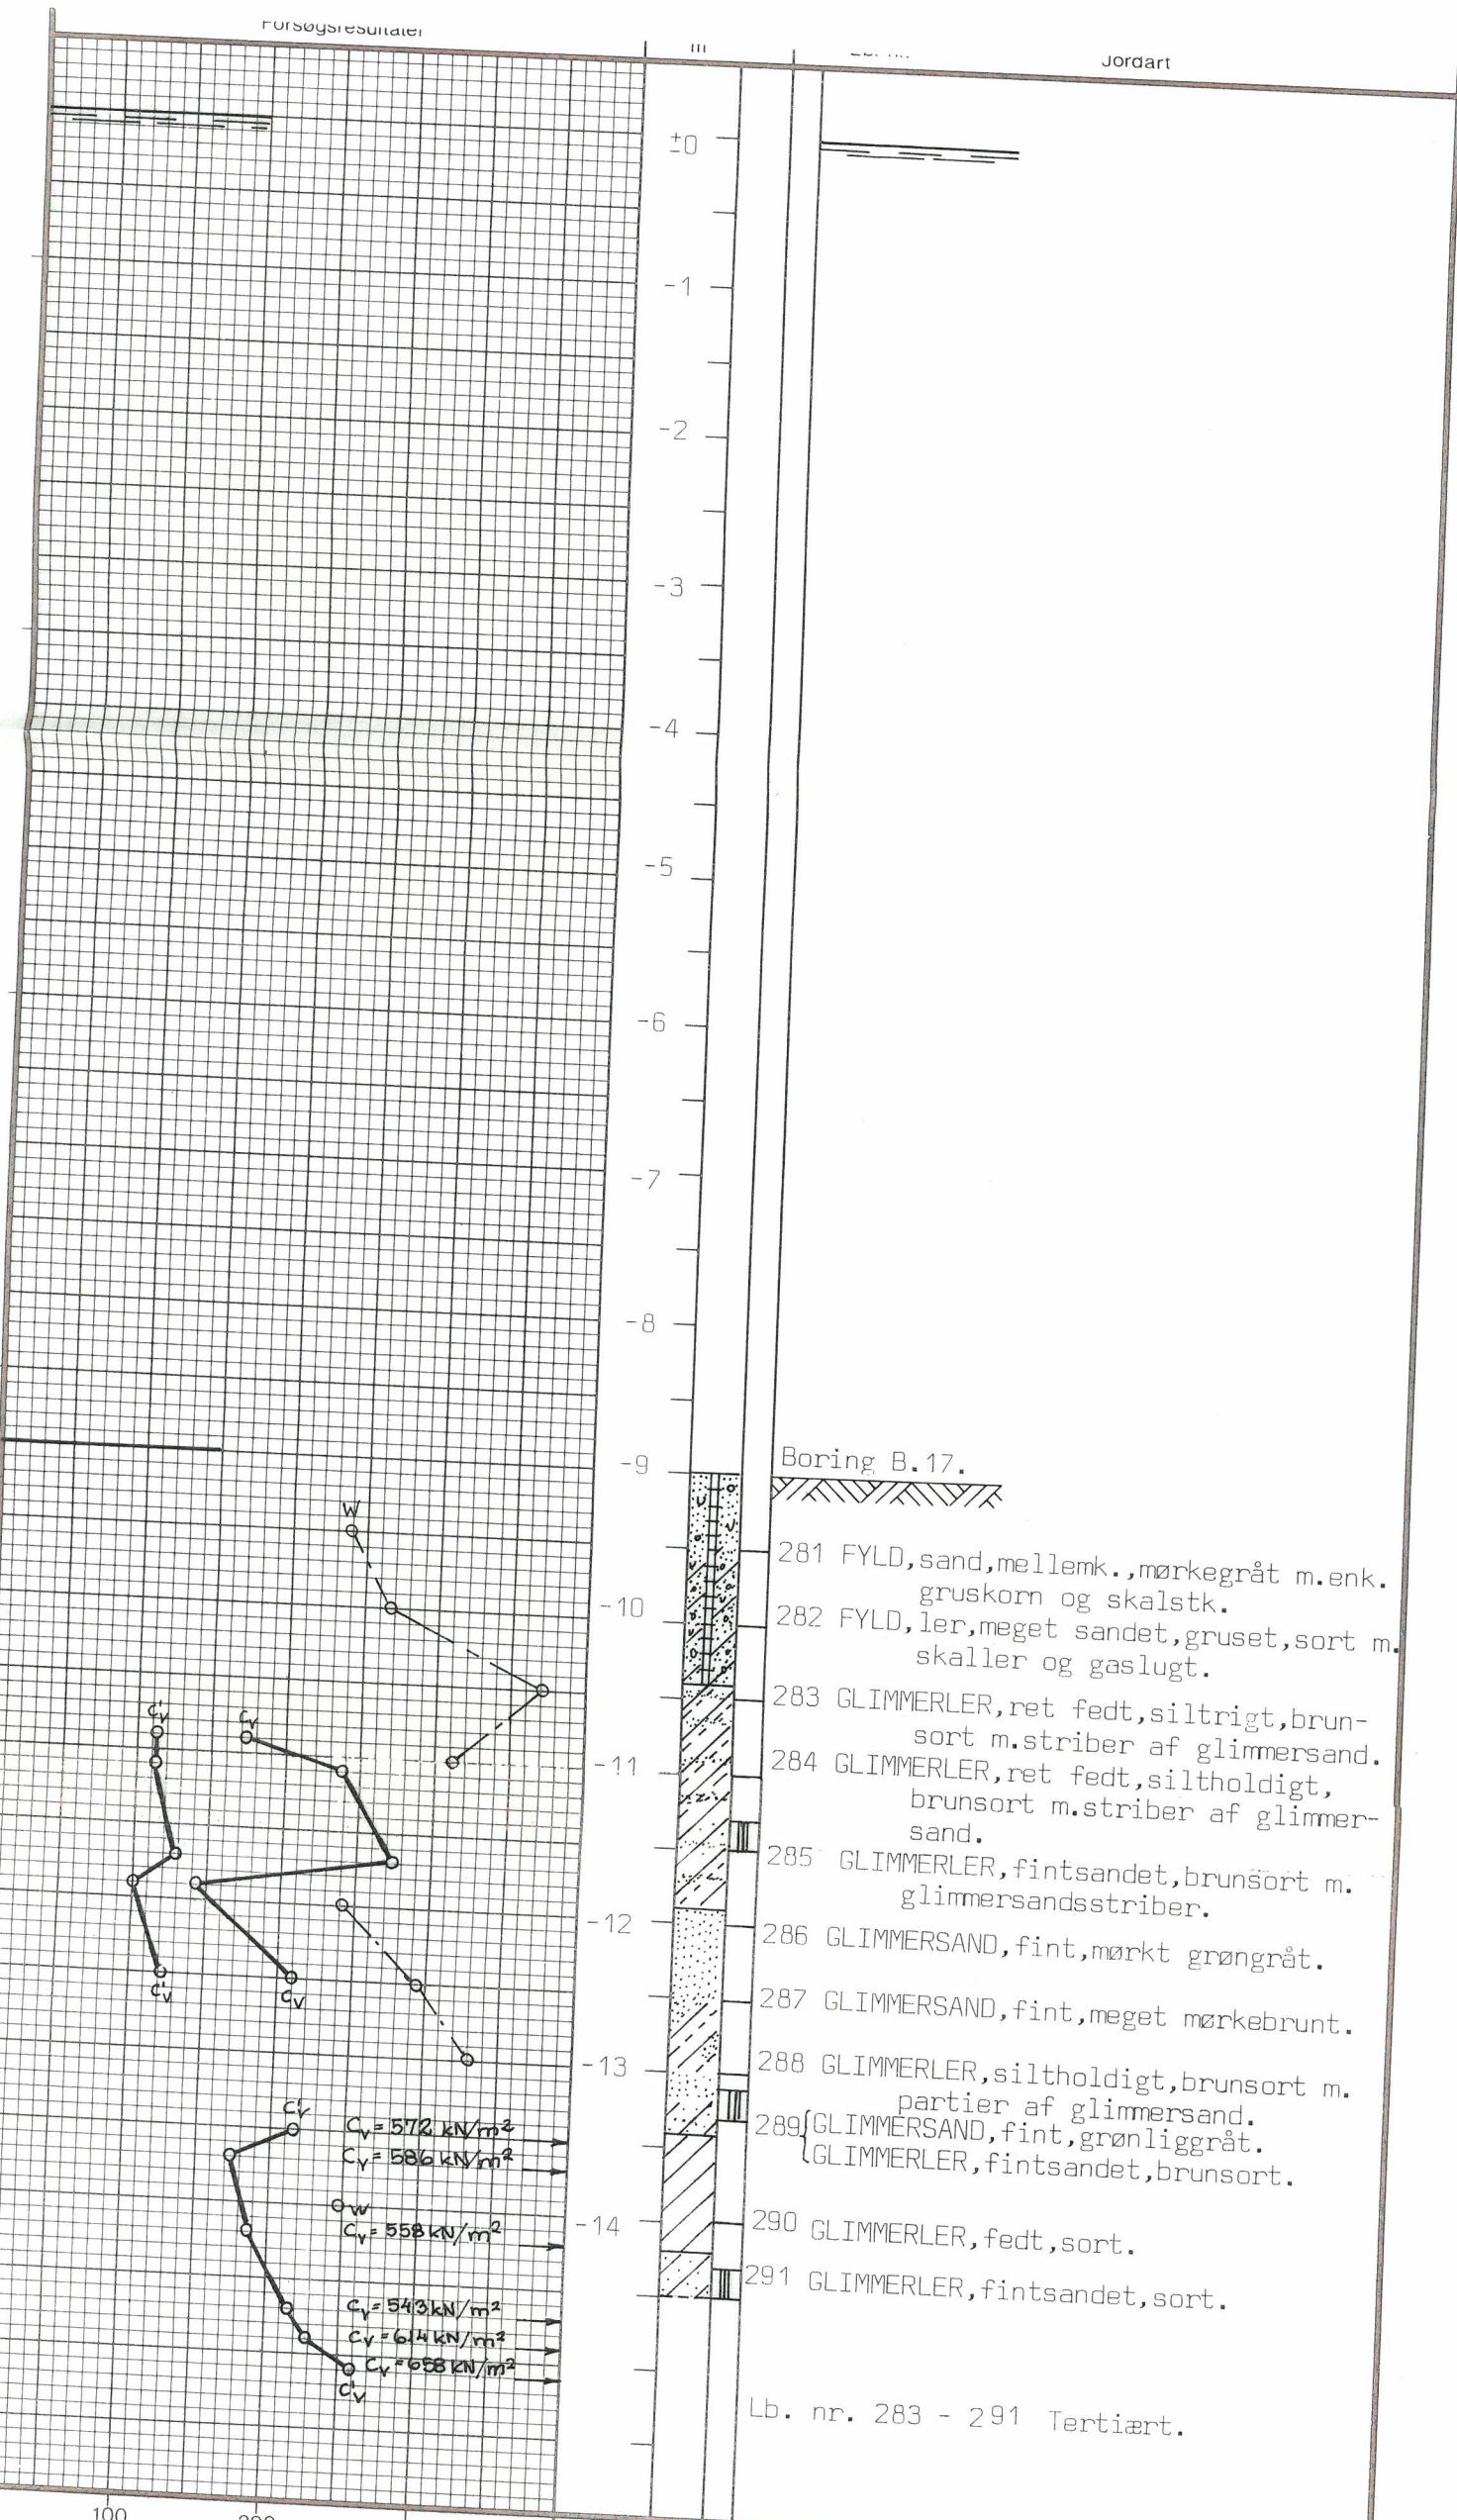 Forsøgsresultater
m
Jordart
±0
-1
-2
-3
-4
-5
-6
-7
-8
-9
Boring B.17.
W
281 FYLD,sand,mellemk.,mørkegråt m.enk.
gruskorn og skalstk.
-10
282 FYLD,ler,meget sandet,gruset,sort m.
skaller og gaslugt.
283 GLIMMERLER,ret fedt,siltrigt,brun-
sort m.striber af glimmersand.
c'v
cv
-11
284 GLIMMERLER,ret fedt,siltholdigt,
brunsort m.striber af glimmer-
sand.
285 GLIMMERLER,fintsandet,brunsort m.
glimmersandsstriber.
-12
286 GLIMMERSAND,fint,mørkt grøngråt.
c'v
cv
287 GLIMMERSAND,fint,meget mørkebrunt.
-13
288 GLIMMERLER,siltholdigt,brunsort m.
partier af glimmersand.
c'v
cv = 572 kN/m²
289{GLIMMERSAND,fint,grønliggråt.
cv = 586 kN/m²
GLIMMERLER,fintsandet,brunsort.
w
cv = 558 kN/m²
-14
290 GLIMMERLER,fedt,sort.
291 GLIMMERLER,fintsandet,sort.
cv = 543 kN/m²
cv = 614 kN/m²
cv = 658 kN/m²
c'v
Lb. nr. 283 - 291 Tertiært.
100
200